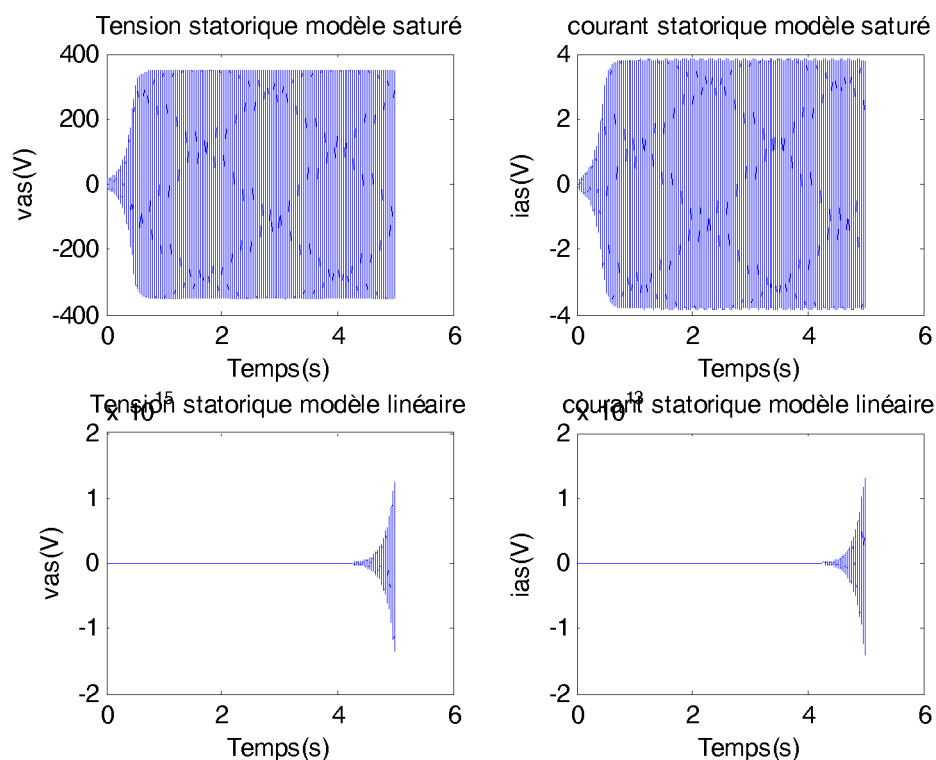 Tension statorique modèle saturé
400
200
0
-200
-400
vas(V)
0
2
4
6
Temps(s)
courant statorique modèle saturé
4
2
0
-2
-4
ias(V)
0
2
4
6
Temps(s)
Tension statorique modèle linéaire
x 10^15
2
1
0
-1
-2
vas(V)
0
2
4
6
Temps(s)
courant statorique modèle linéaire
x 10^13
2
1
0
-1
-2
ias(V)
0
2
4
6
Temps(s)